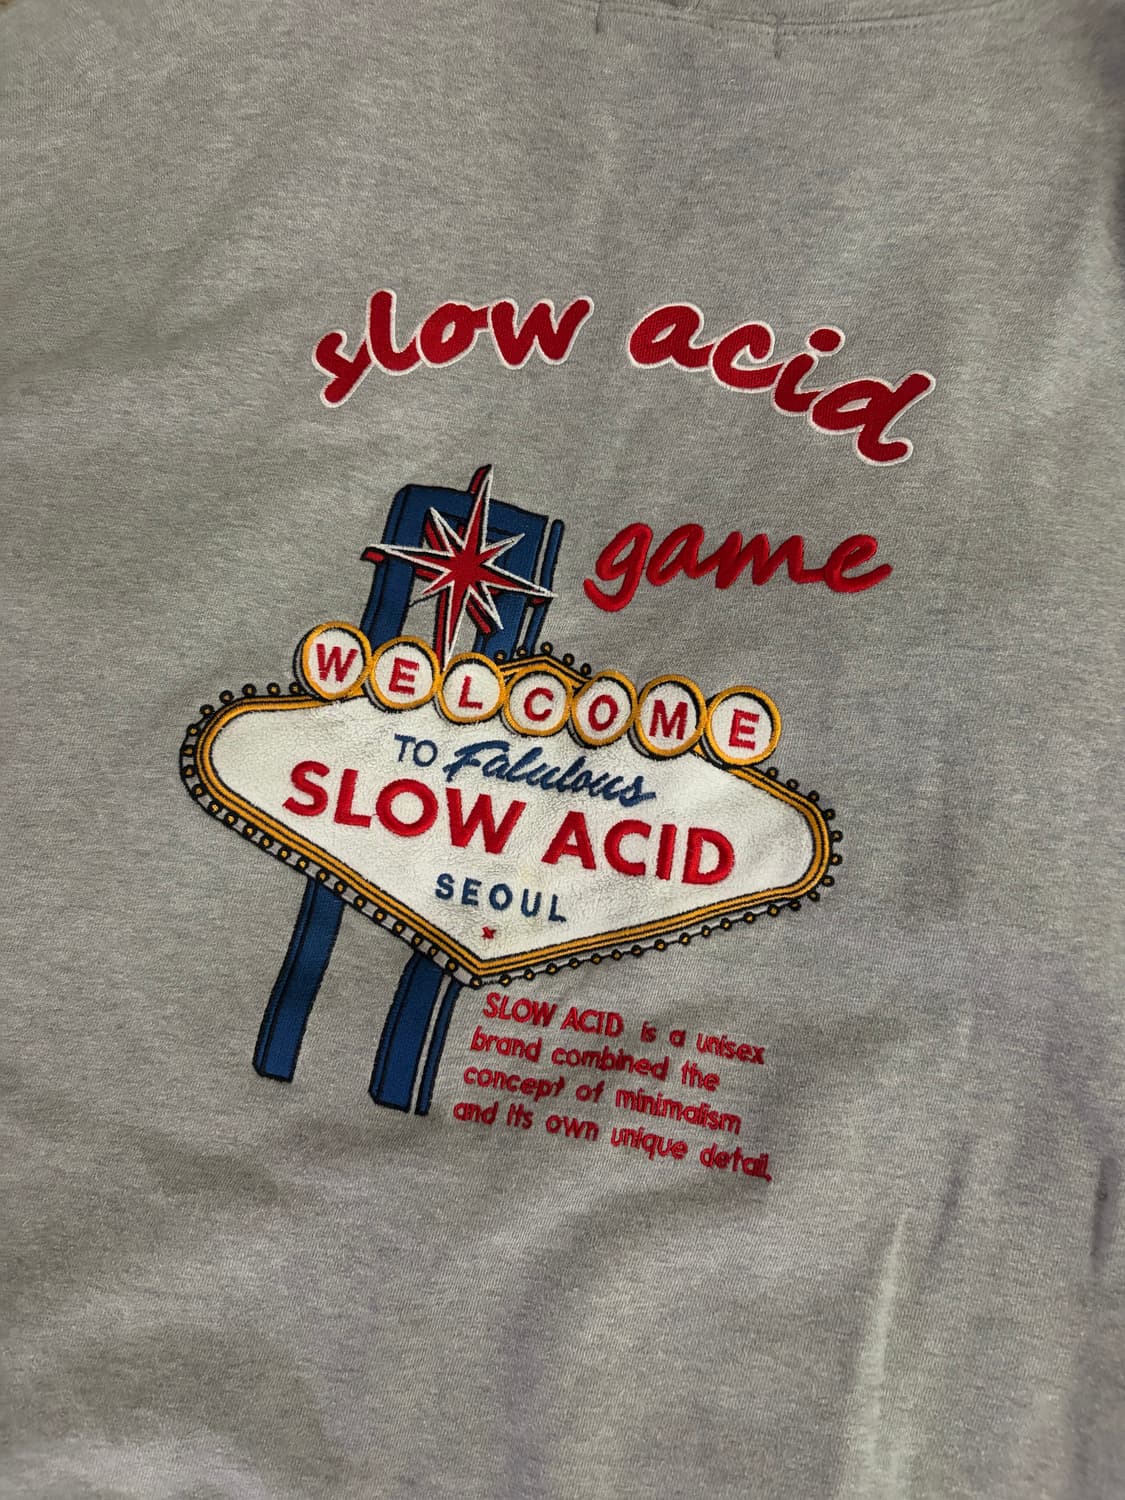 slow acid
game
WELCOME
TO Fabulous
SLOW ACID
SEOUL
SLOW ACID is a unisex
brand combined the
concept of minimalism
and its own unique detail.